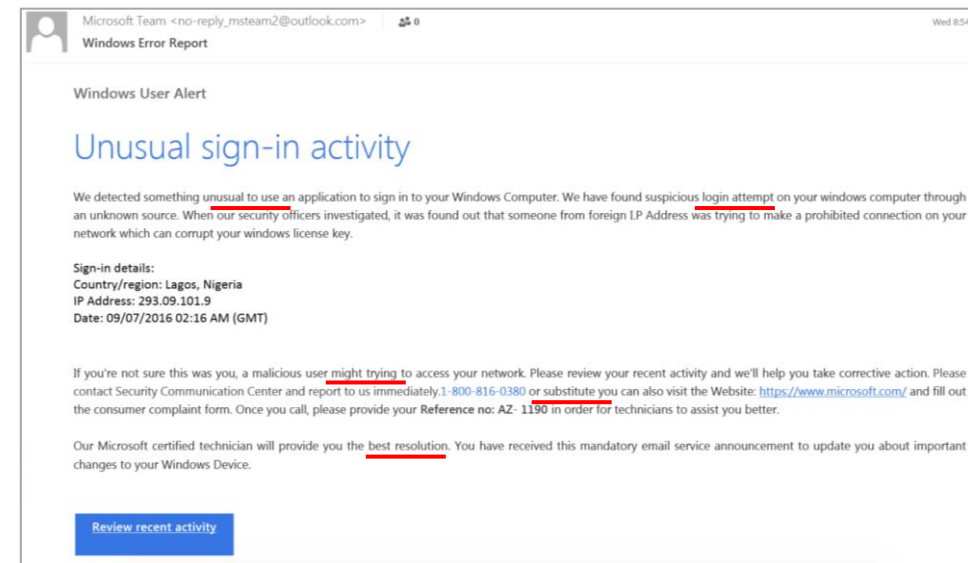 Microsoft Team <no-reply_msteam2@outlook.com> 0 Wed 8:54
Windows Error Report
Windows User Alert
Unusual sign-in activity
We detected something unusual to use an application to sign in to your Windows Computer. We have found suspicious login attempt on your windows computer through
an unknown source. When our security officers investigated, it was found out that someone from foreign I.P Address was trying to make a prohibited connection on your
network which can corrupt your windows license key.
Sign-in details:
Country/region: Lagos, Nigeria
IP Address: 293.09.101.9
Date: 09/07/2016 02:16 AM (GMT)
If you're not sure this was you, a malicious user might trying to access your network. Please review your recent activity and we'll help you take corrective action. Please
contact Security Communication Center and report to us immediately.1-800-816-0380 or substitute you can also visit the Website: https://www.microsoft.com/ and fill out
the consumer complaint form. Once you call, please provide your Reference no: AZ- 1190 in order for technicians to assist you better.
Our Microsoft certified technician will provide you the best resolution. You have received this mandatory email service announcement to update you about important
changes to your Windows Device.
Review recent activity